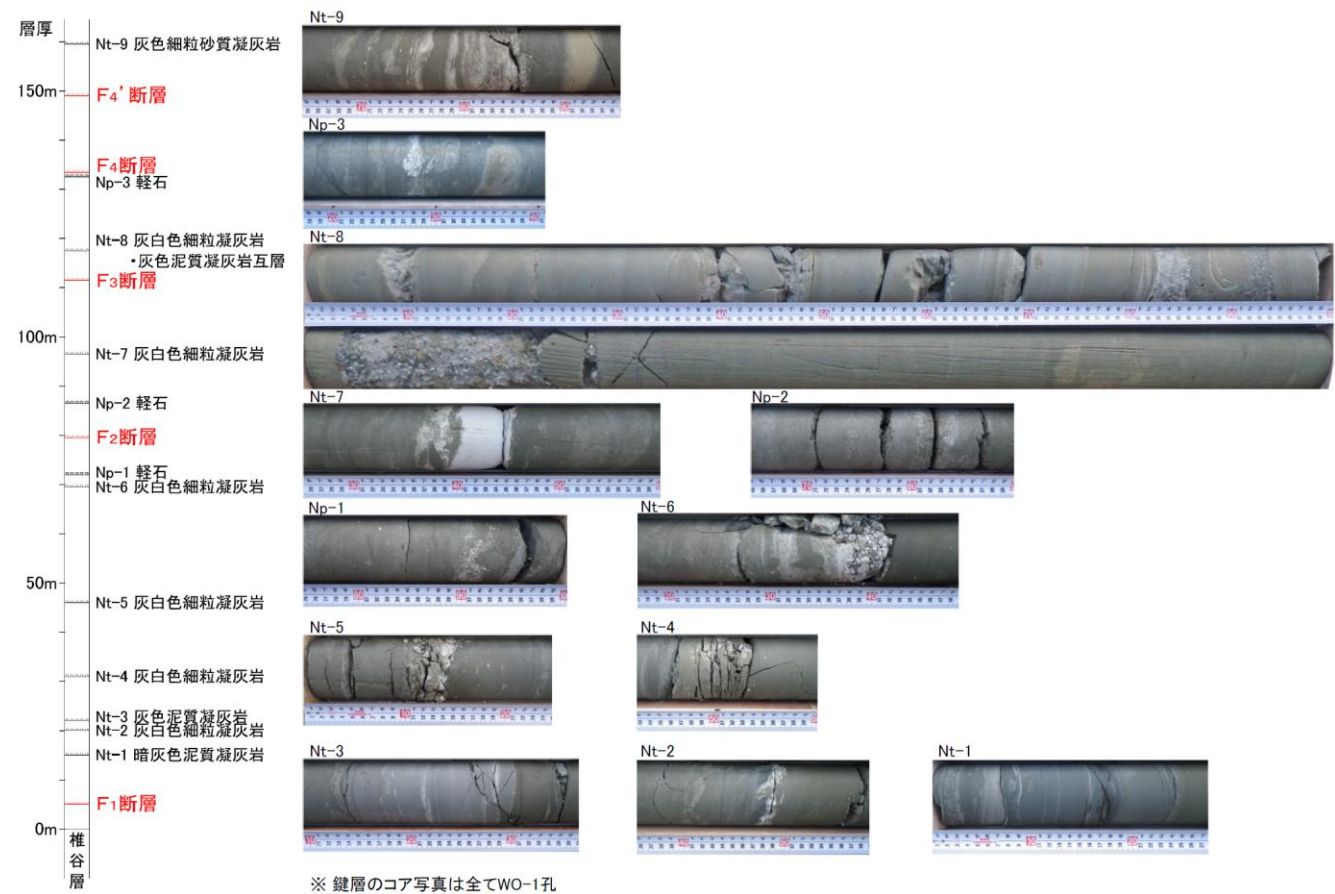 層厚
Nt-9 灰色細粒砂質凝灰岩
150m
F4'断層
F4断層
Np-3 軽石
Nt-8 灰白色細粒凝灰岩
・灰色泥質凝灰岩互層
F3断層
100m
Nt-7 灰白色細粒凝灰岩
Np-2 軽石
F2断層
Np-1 軽石
Nt-6 灰白色細粒凝灰岩
50m
Nt-5 灰白色細粒凝灰岩
Nt-4 灰白色細粒凝灰岩
Nt-3 灰色泥質凝灰岩
Nt-2 灰白色細粒凝灰岩
Nt-1 暗灰色泥質凝灰岩
F1断層
0m
椎谷層
Nt-9
Np-3
Nt-8
Nt-7
Np-2
Np-1
Nt-6
Nt-5
Nt-4
Nt-3
Nt-2
Nt-1
※ 鍵層のコア写真は全てWO-1孔